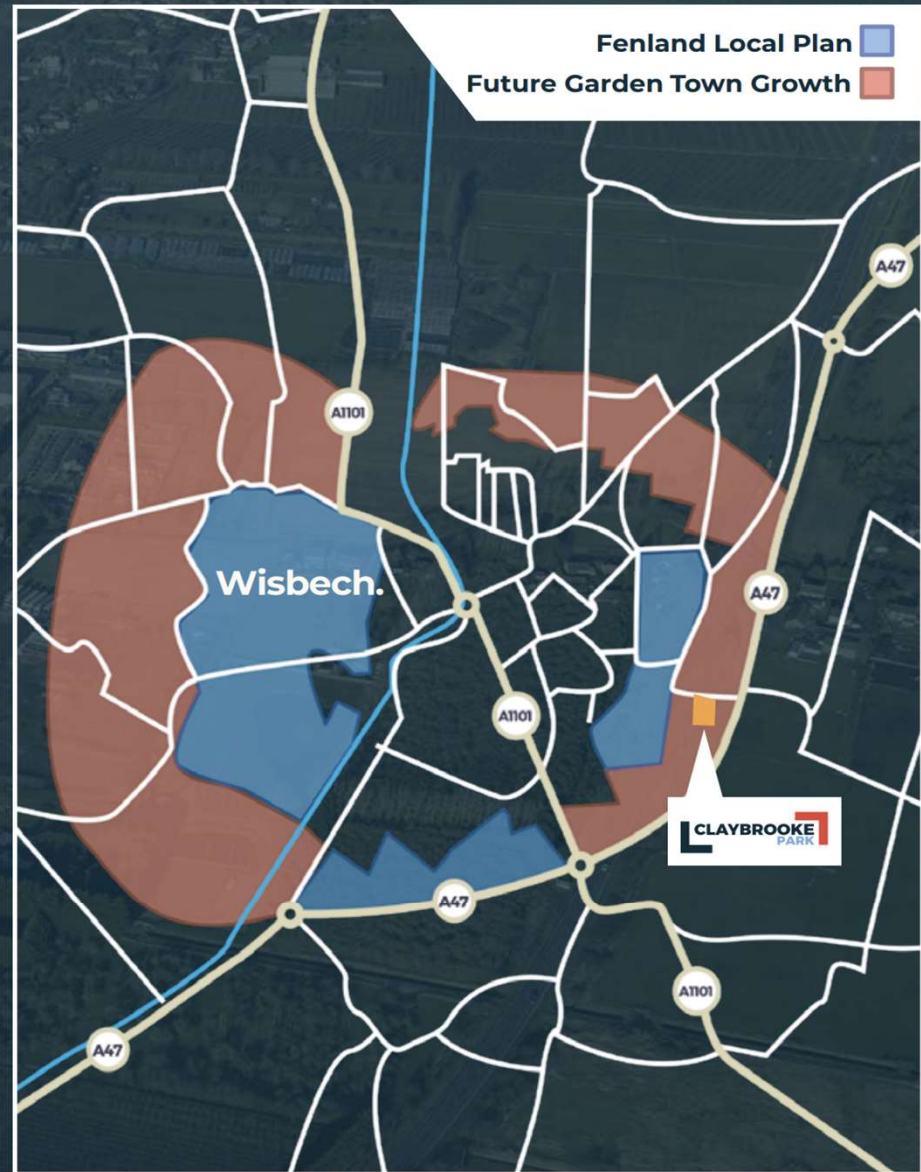 Fenland Local Plan
Future Garden Town Growth
A47
A1101
Wisbech.
A47
A1101
CLAYBROOKE
PARK
A47
A1101
A47